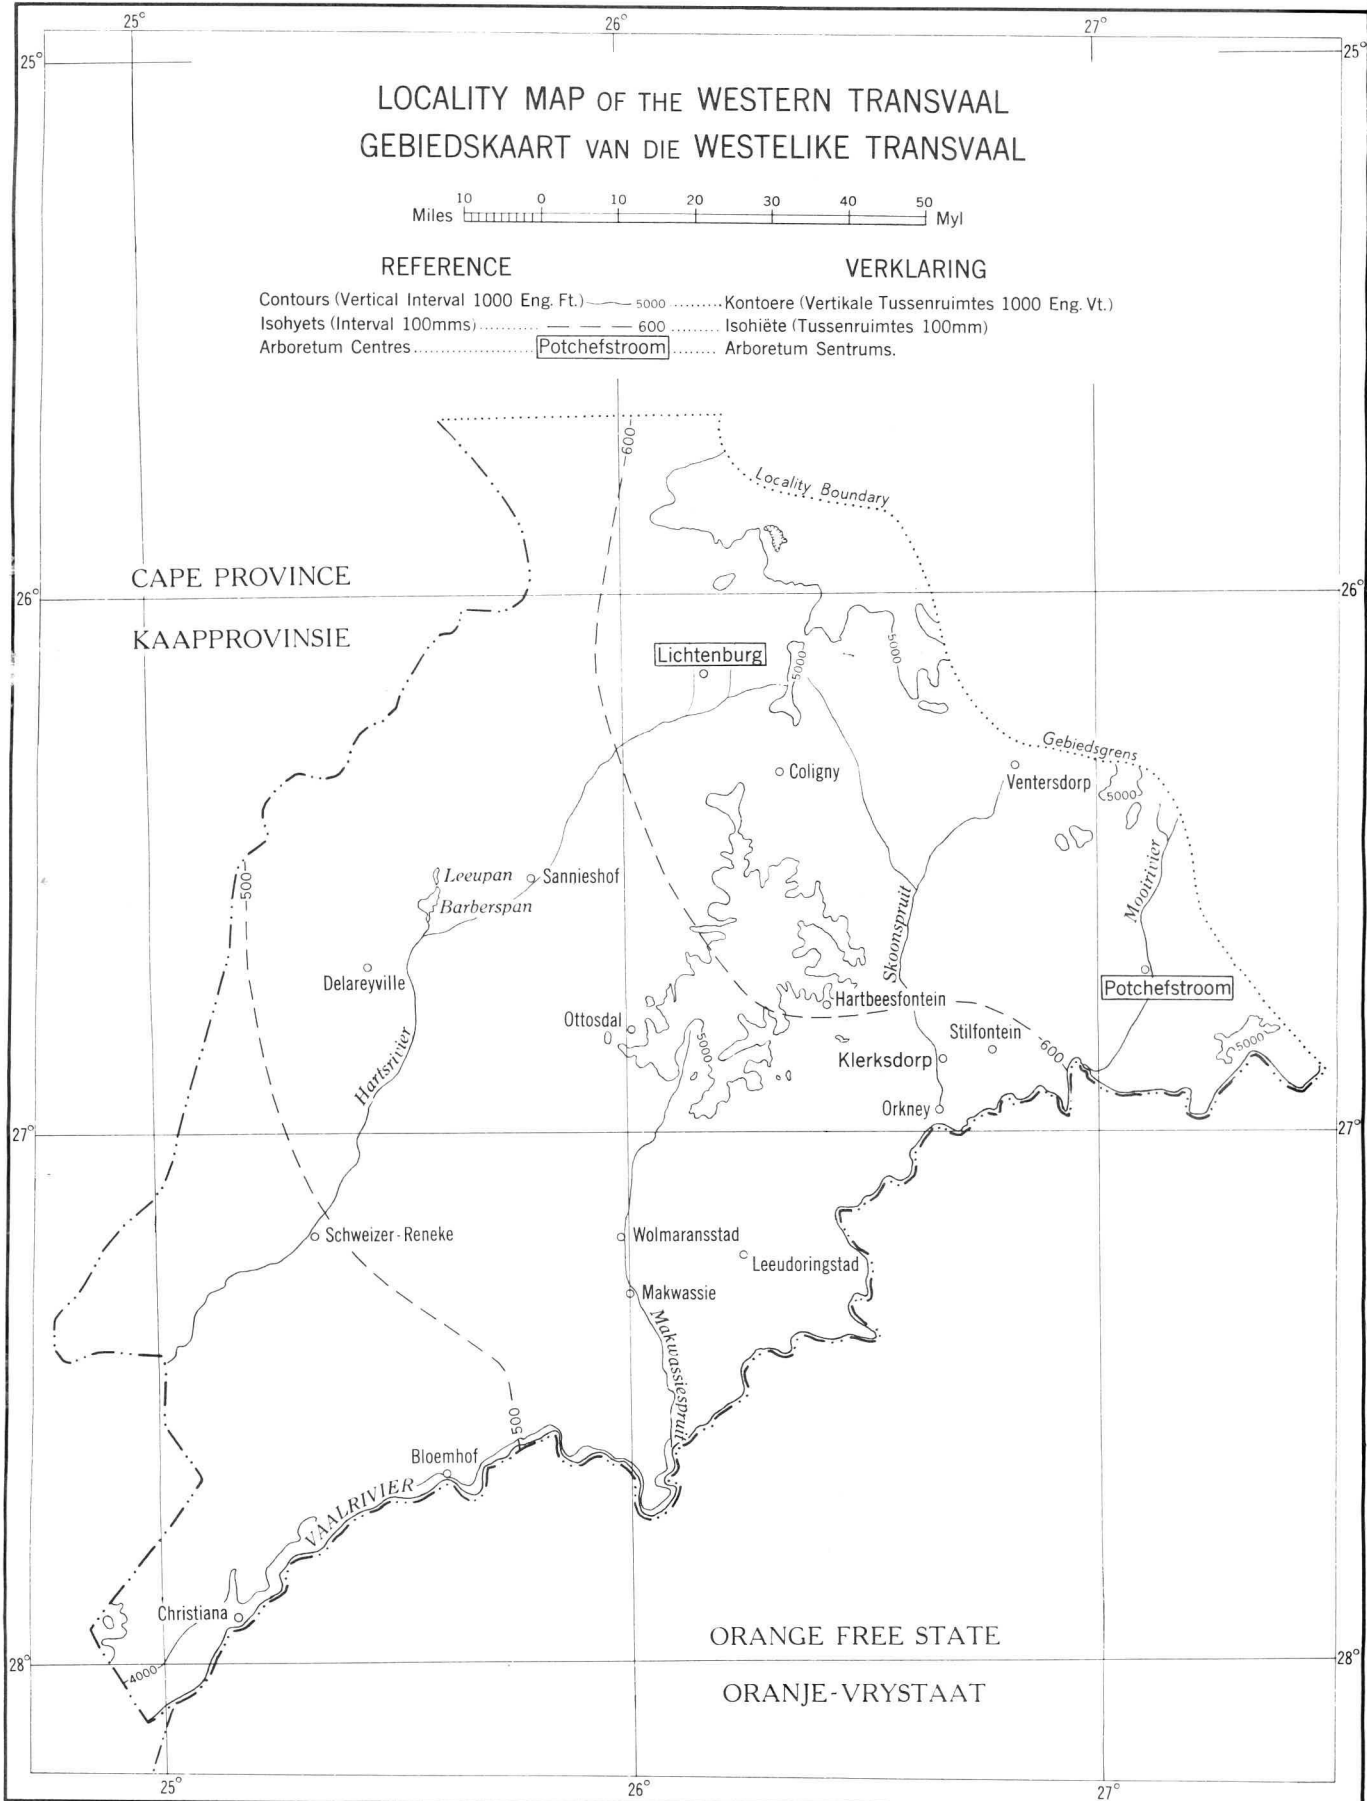 25° 26° 27°
25° 25°
LOCALITY MAP OF THE WESTERN TRANSVAAL
GEBIEDSKAART VAN DIE WESTELIKE TRANSVAAL
10 0 10 20 30 40 50
Miles Myl
REFERENCE VERKLARING
Contours (Vertical Interval 1000 Eng. Ft.) 5000 ........ Kontoere (Vertikale Tussenruimtes 1000 Eng. Vt.)
Isohyets (Interval 100mms) .......... 600 ........ Isohiëte (Tussenruimtes 100mm)
Arboretum Centres .................... Potchefstroom ....... Arboretum Sentrums.
600
Locality Boundary
CAPE PROVINCE
26° 26°
KAAPPROVINSIE
Lichtenburg
5000
5000
Gebiedsgrens
Coligny
Ventersdorp
5000
Leeupan
Sannieshof
500
Barberspan
Mooirivier
Skoonspruit
Delareyville
Potchefstroom
Hartbeesfontein
Ottosdal
Stilfontein
5000
600
5000
Klerksdorp
Hartsrivier
Orkney
27° 27°
Schweizer-Reneke
Wolmaransstad
Leeudoringstad
Makwassie
Makwassiespruit
500
Bloemhof
VAALRIVIER
Christiana
ORANGE FREE STATE
28° 28°
4000
ORANJE-VRYSTAAT
25° 26° 27°